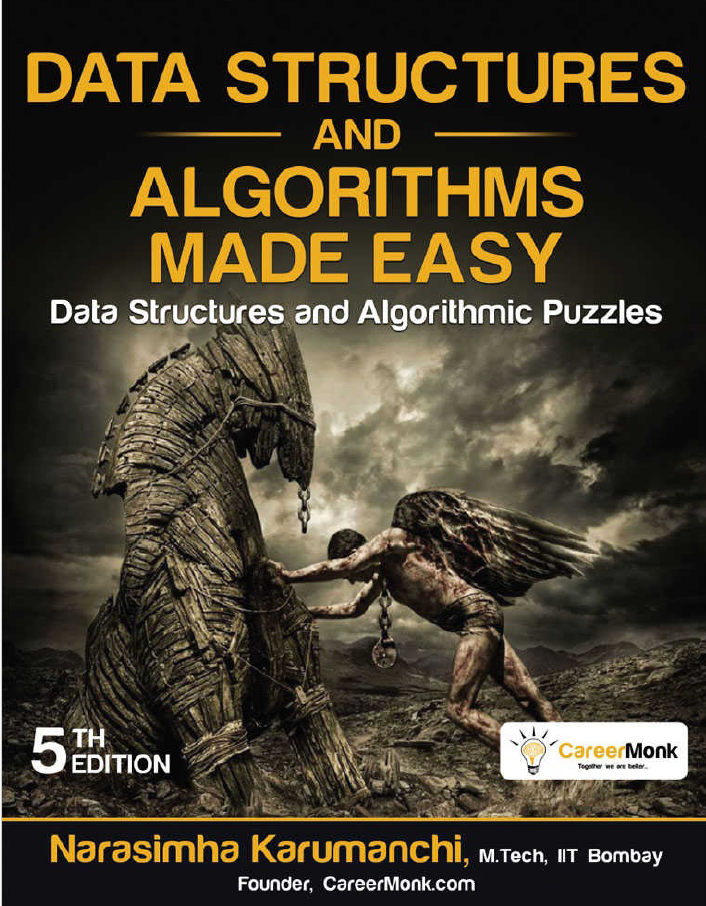 DATA STRUCTURES
AND
ALGORITHMS
MADE EASY
Data Structures and Algorithmic Puzzles
5TH
EDITION
CareerMonk
Together we are better..
Narasimha Karumanchi, M.Tech, IIT Bombay
Founder, CareerMonk.com